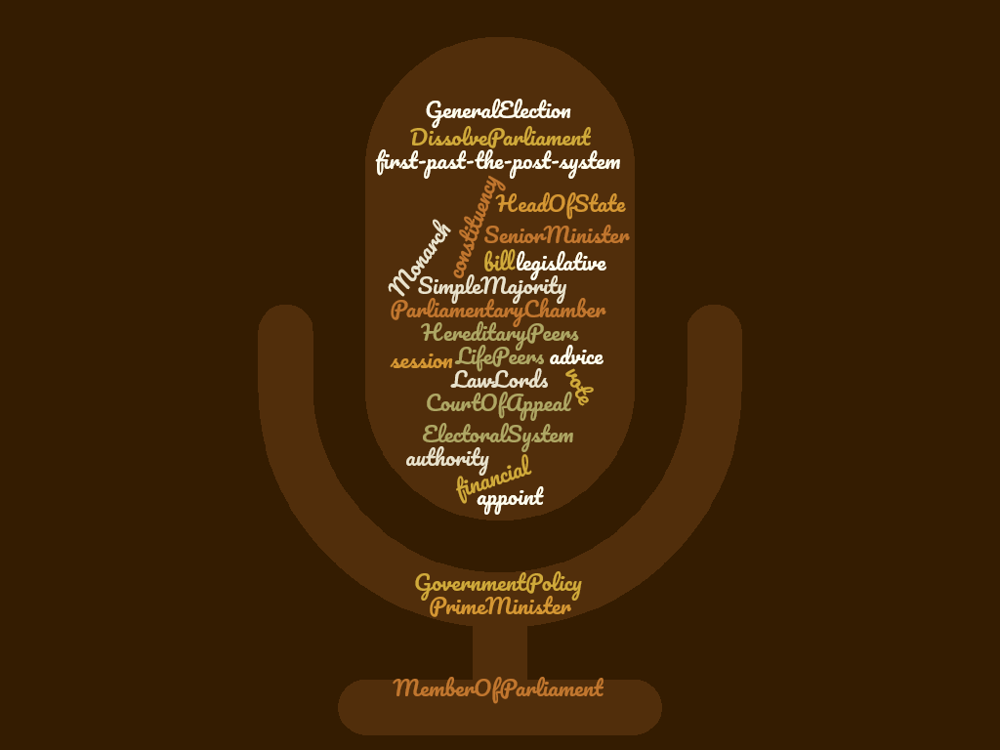 GeneralElection
DissolveParliament
first-past-the-post-system
constituency
HeadOfState
Monarch
SeniorMinister
bill
legislative
SimpleMajority
ParliamentaryChamber
HereditaryPeers
session
LifePeers
advice
LawLords
vote
CourtOfAppeal
ElectoralSystem
authority
financial
appoint
GovernmentPolicy
PrimeMinister
MemberOfParliament